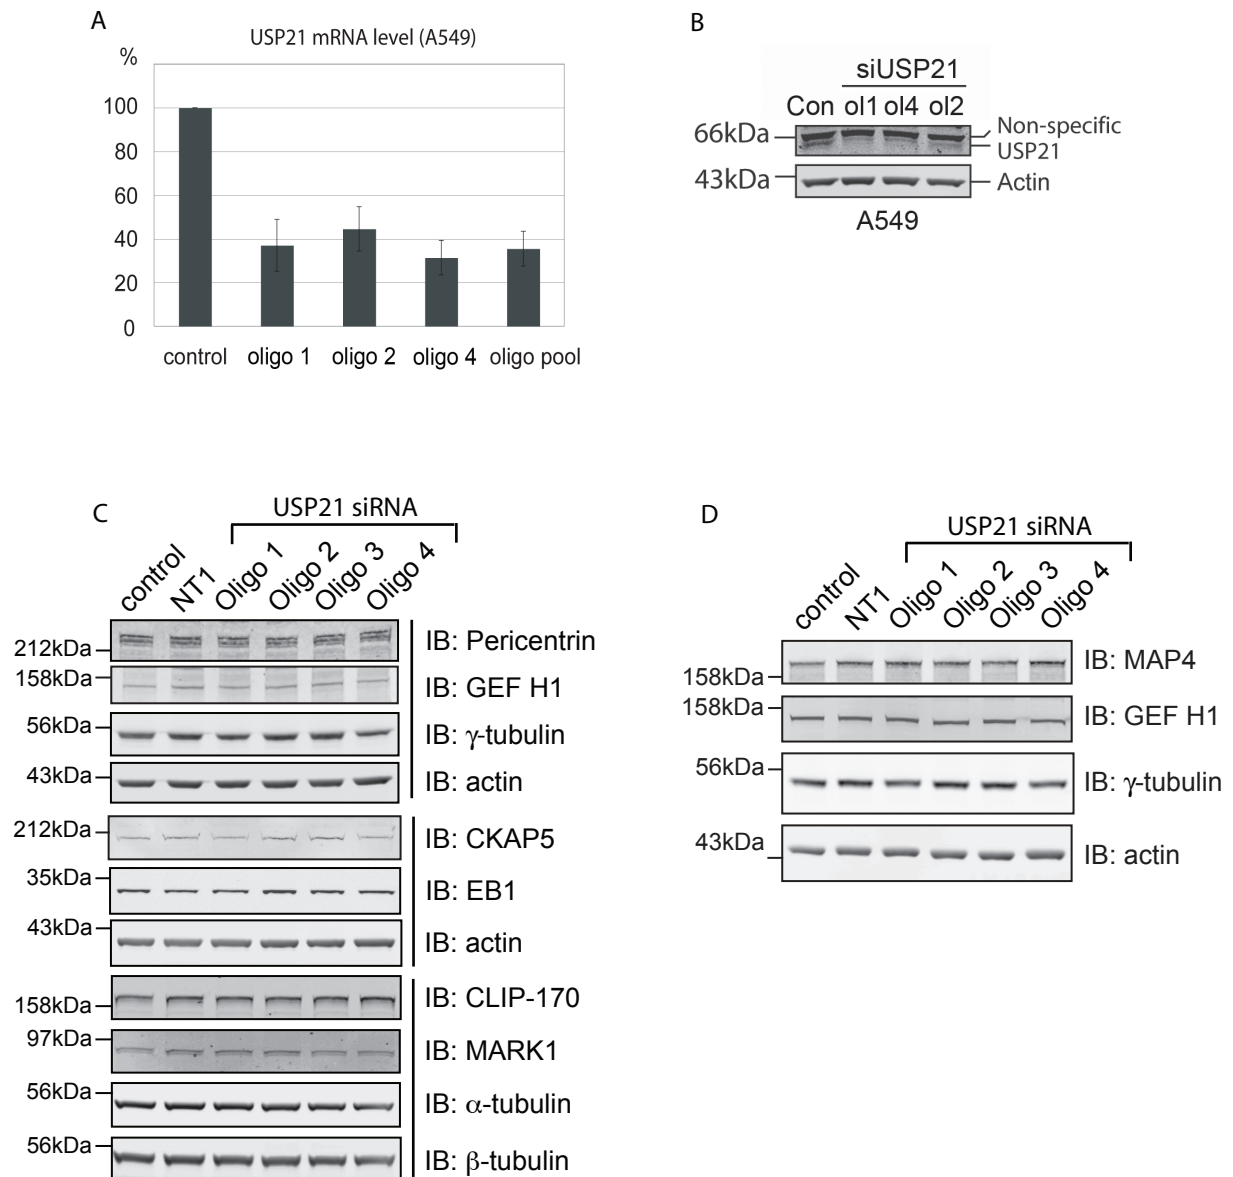 A
USP21 mRNA level (A549)
%
100
80
60
40
20
0
control oligo 1 oligo 2 oligo 4 oligo pool
B
siUSP21
Con ol1 ol4 ol2
66kDa
Non-specific
USP21
43kDa
Actin
A549
C
USP21 siRNA
control NT1 Oligo 1 Oligo 2 Oligo 3 Oligo 4
212kDa IB: Pericentrin
158kDa IB: GEF H1
56kDa IB: γ-tubulin
43kDa IB: actin
212kDa IB: CKAP5
35kDa IB: EB1
43kDa IB: actin
158kDa IB: CLIP-170
97kDa IB: MARK1
56kDa IB: α-tubulin
56kDa IB: β-tubulin
D
USP21 siRNA
control NT1 Oligo 1 Oligo 2 Oligo 3 Oligo 4
158kDa IB: MAP4
158kDa IB: GEF H1
56kDa IB: γ-tubulin
43kDa IB: actin